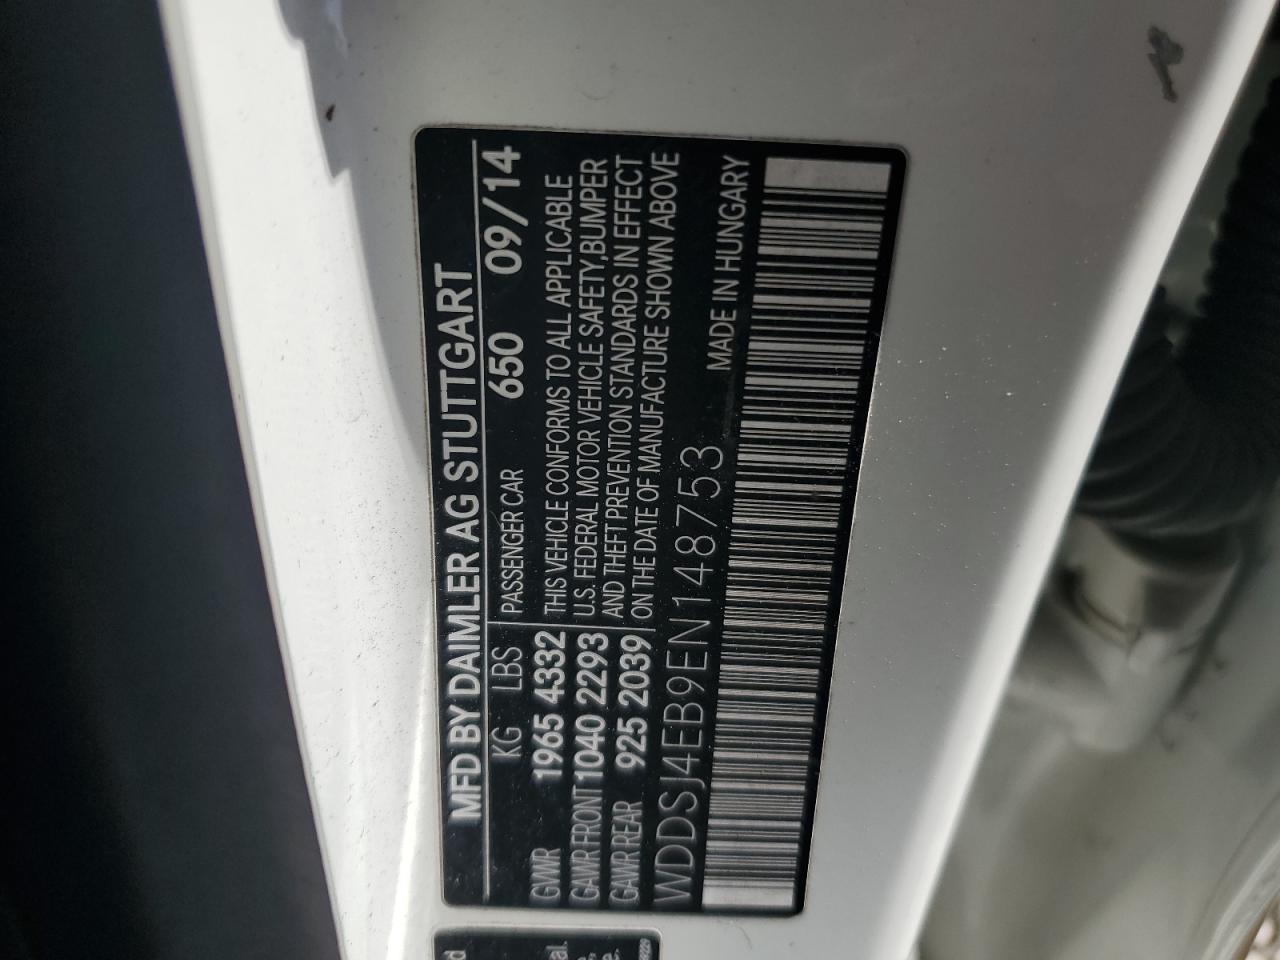 MFD BY DAIMLER AG STUTTGART
KG LBS PASSENGER CAR 650 09/14
GVWR 1965 4332 THIS VEHICLE CONFORMS TO ALL APPLICABLE
GAWR FRONT 1040 2293 U.S. FEDERAL MOTOR VEHICLE SAFETY,BUMPER
GAWR REAR 925 2039 AND THEFT PREVENTION STANDARDS IN EFFECT
ON THE DATE OF MANUFACTURE SHOWN ABOVE
WDDSJ4EB9EN148753 MADE IN HUNGARY